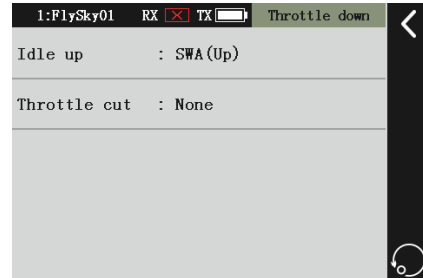 1:FlySky01 RX TX Throttle down
Idle up : SWA(Up)
Throttle cut : None